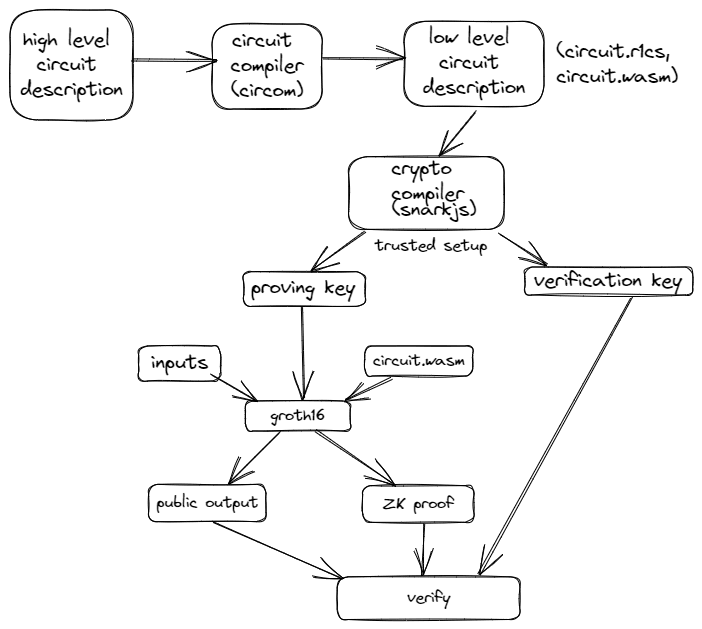 high level
circuit
description
circuit
compiler
(circom)
low level
circuit
description
(circuit.r1cs,
circuit.wasm)
crypto
compiler
(snarkjs)
trusted setup
proving key
verification key
inputs
circuit.wasm
groth16
public output
ZK proof
verify